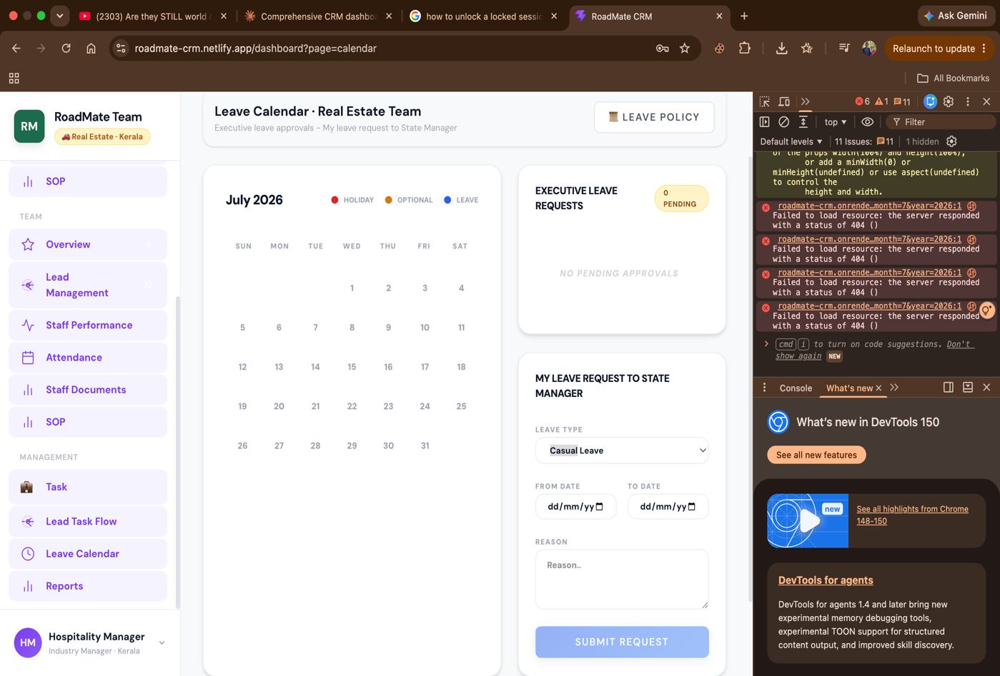 (2303) Are they STILL world
Comprehensive CRM dashbo
how to unlock a locked sessi
RoadMate CRM
Ask Gemini
roadmate-crm.netlify.app/dashboard?page=calendar
Relaunch to update
All Bookmarks
RM
RoadMate Team
🚗 Real Estate · Kerala
SOP
TEAM
Overview
5
Lead
Management
22
Staff Performance
Attendance
Staff Documents
SOP
MANAGEMENT
Task
Lead Task Flow
Leave Calendar
Reports
HM
Hospitality Manager
Industry Manager · Kerala
Leave Calendar · Real Estate Team
Executive leave approvals – My leave request to State Manager
LEAVE POLICY
July 2026
HOLIDAY
OPTIONAL
LEAVE
SUN MON TUE WED THU FRI SAT
1 2 3 4
5 6 7 8 9 10 11
12 13 14 15 16 17 18
19 20 21 22 23 24 25
26 27 28 29 30 31
EXECUTIVE LEAVE
REQUESTS
0
PENDING
NO PENDING APPROVALS
MY LEAVE REQUEST TO STATE
MANAGER
LEAVE TYPE
Casual Leave
FROM DATE
TO DATE
dd/mm/yy
dd/mm/yy
REASON
Reason..
SUBMIT REQUEST
6
1
11
top
Filter
Default levels
11 Issues:
11
1 hidden
or the props width(100%) and height(100%),
or add a minWidth(0) or
minHeight(undefined) or use aspect(undefined)
to control the
height and width.
roadmate-crm.onrende…month=7&year=2026:1
Failed to load resource: the server responded
with a status of 404 ()
roadmate-crm.onrende…month=7&year=2026:1
Failed to load resource: the server responded
with a status of 404 ()
roadmate-crm.onrende…month=7&year=2026:1
Failed to load resource: the server responded
with a status of 404 ()
roadmate-crm.onrende…month=7&year=2026:1
Failed to load resource: the server responded
with a status of 404 ()
cmd i to turn on code suggestions. Don't
show again NEW
Console
What's new
What's new in DevTools 150
See all new features
new
See all highlights from Chrome
148-150
DevTools for agents
DevTools for agents 1.4 and later bring new
experimental memory debugging tools,
experimental TOON support for structured
content output, and improved skill discovery.